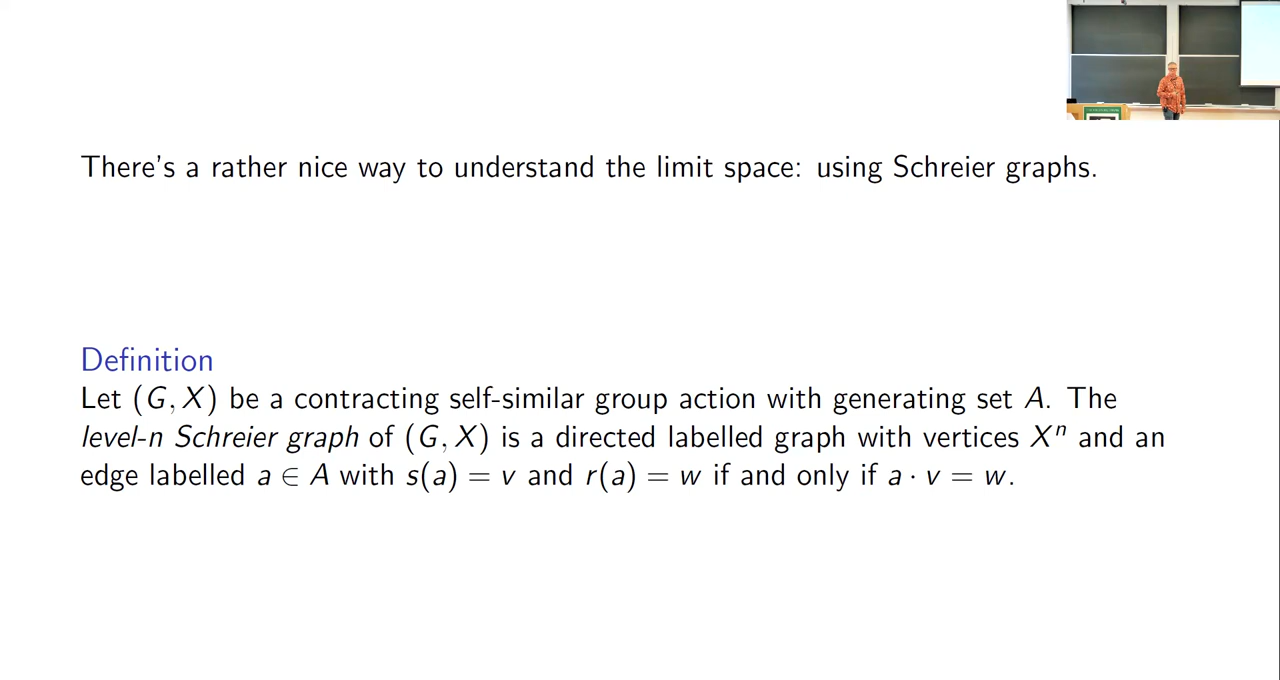 There's a rather nice way to understand the limit space: using Schreier graphs.
Definition
Let (G, X) be a contracting self-similar group action with generating set A. The
level-n Schreier graph of (G, X) is a directed labelled graph with vertices Xⁿ and an
edge labelled a ∈ A with s(a) = v and r(a) = w if and only if a · v = w.